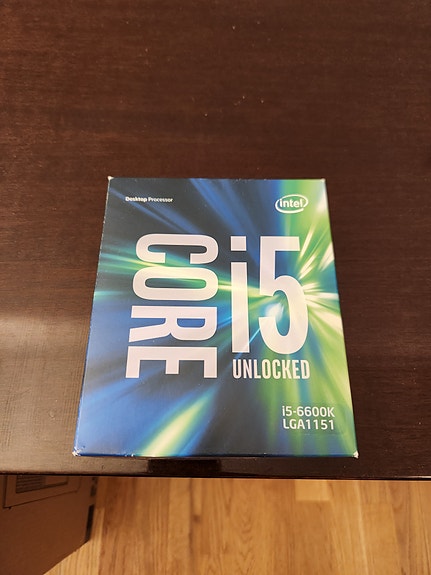 Desktop Processor
intel
CORE
i5
UNLOCKED
i5-6600K
LGA1151